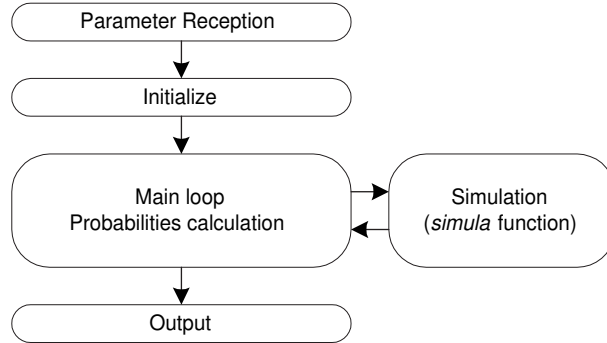 Parameter Reception
Initialize
Main loop
Probabilities calculation
Simulation
(simula function)
Output